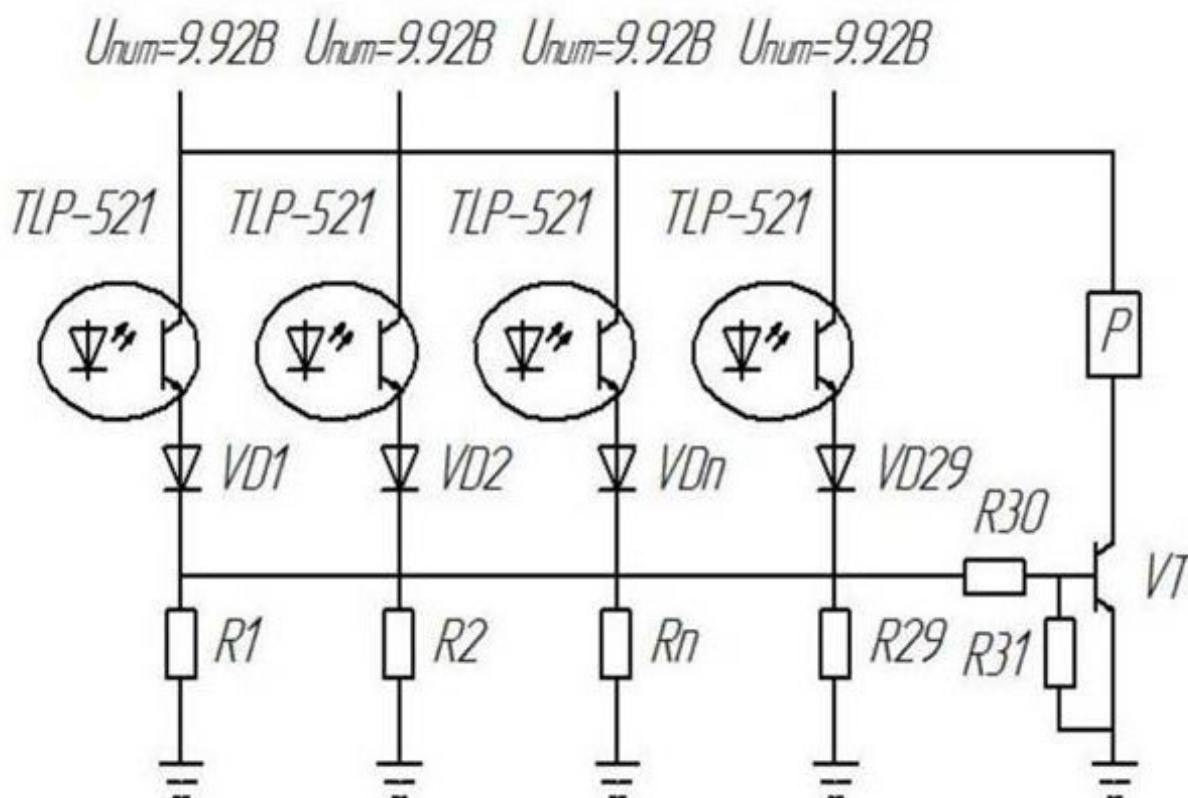 Uпит=9.92В Uпит=9.92В Uпит=9.92В Uпит=9.92В
TLP-521 TLP-521 TLP-521 TLP-521
P
VD1 VD2 VDn VD29
R30
VT
R1 R2 Rn R29 R31